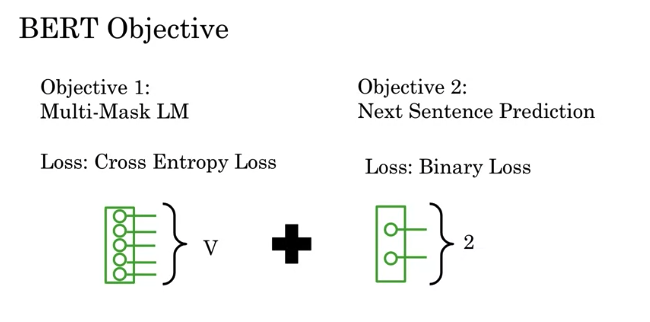 BERT Objective
Objective 1:
Multi-Mask LM
Loss: Cross Entropy Loss
V
Objective 2:
Next Sentence Prediction
Loss: Binary Loss
2